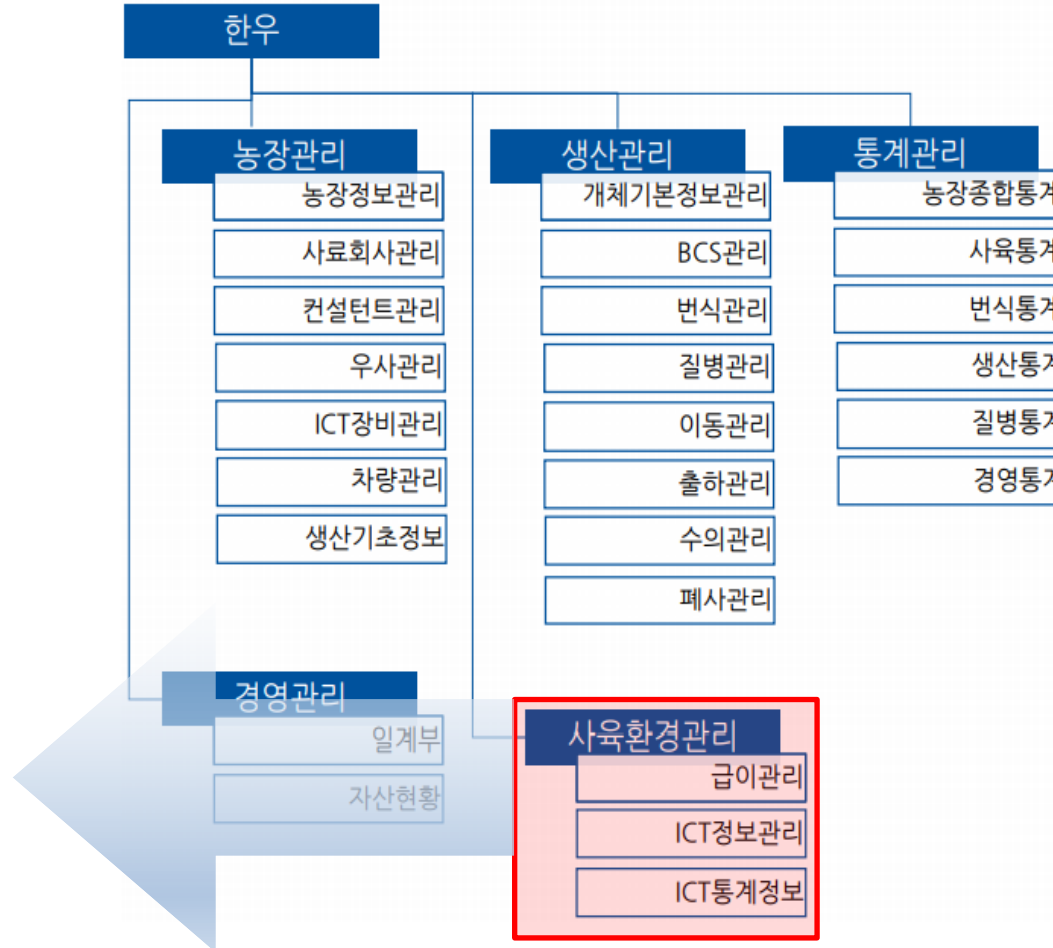 한우
농장관리
농장정보관리
사료회사관리
컨설턴트관리
우사관리
ICT장비관리
차량관리
생산기초정보
생산관리
개체기본정보관리
BCS관리
번식관리
질병관리
이동관리
출하관리
수의관리
폐사관리
통계관리
농장종합통계
사육통계
번식통계
생산통계
질병통계
경영통계
경영관리
일계부
자산현황
사육환경관리
급이관리
ICT정보관리
ICT통계정보